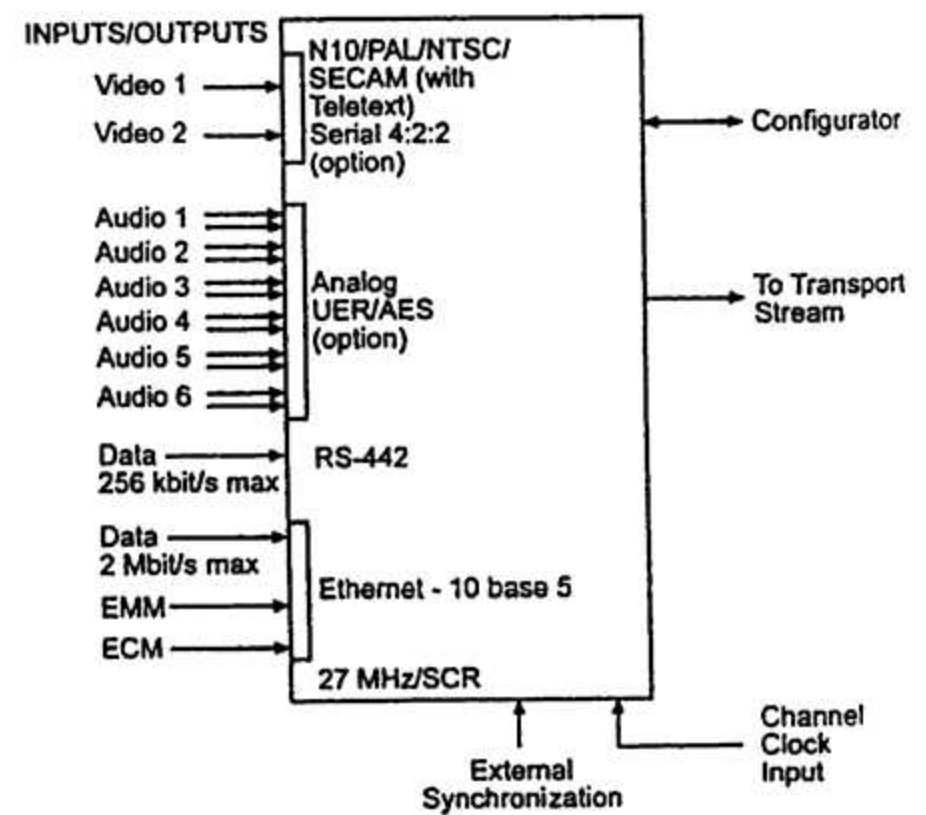 INPUTS/OUTPUTS
N10/PAL/NTSC/
SECAM (with
Teletext)
Serial 4:2:2
(option)
Video 1
Video 2
Configurator
Audio 1
Audio 2
Audio 3
Audio 4
Audio 5
Audio 6
Analog
UER/AES
(option)
To Transport
Stream
Data
256 kbit/s max
RS-442
Data
2 Mbit/s max
EMM
ECM
Ethernet - 10 base 5
27 MHz/SCR
External
Synchronization
Channel
Clock
Input